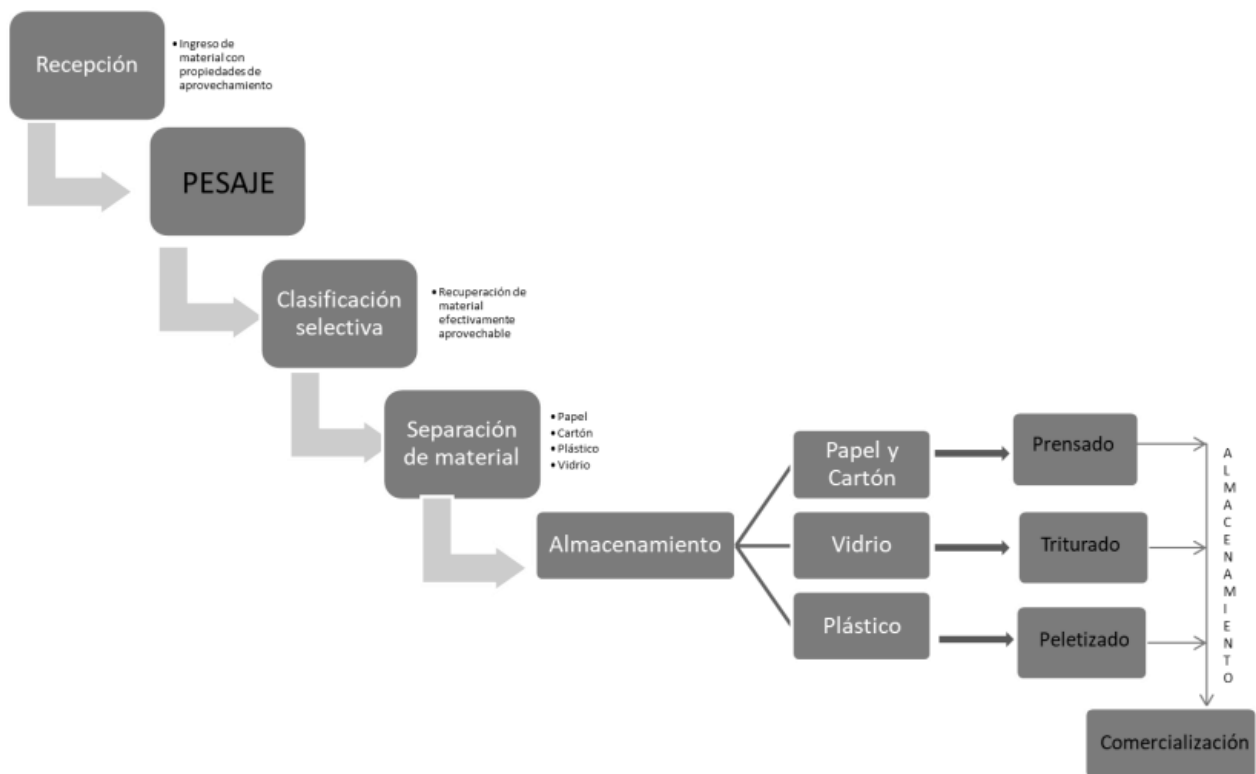 Recepción
• Ingreso de
material con
propiedades de
aprovechamiento
PESAJE
Clasificación
selectiva
• Recuperación de
material
efectivamente
aprovechable
Separación
de material
• Papel
• Cartón
• Plástico
• Vidrio
Almacenamiento
Papel y
Cartón
Prensado
Vidrio
Triturado
Plástico
Peletizado
ALMACENAMIENTO
Comercialización